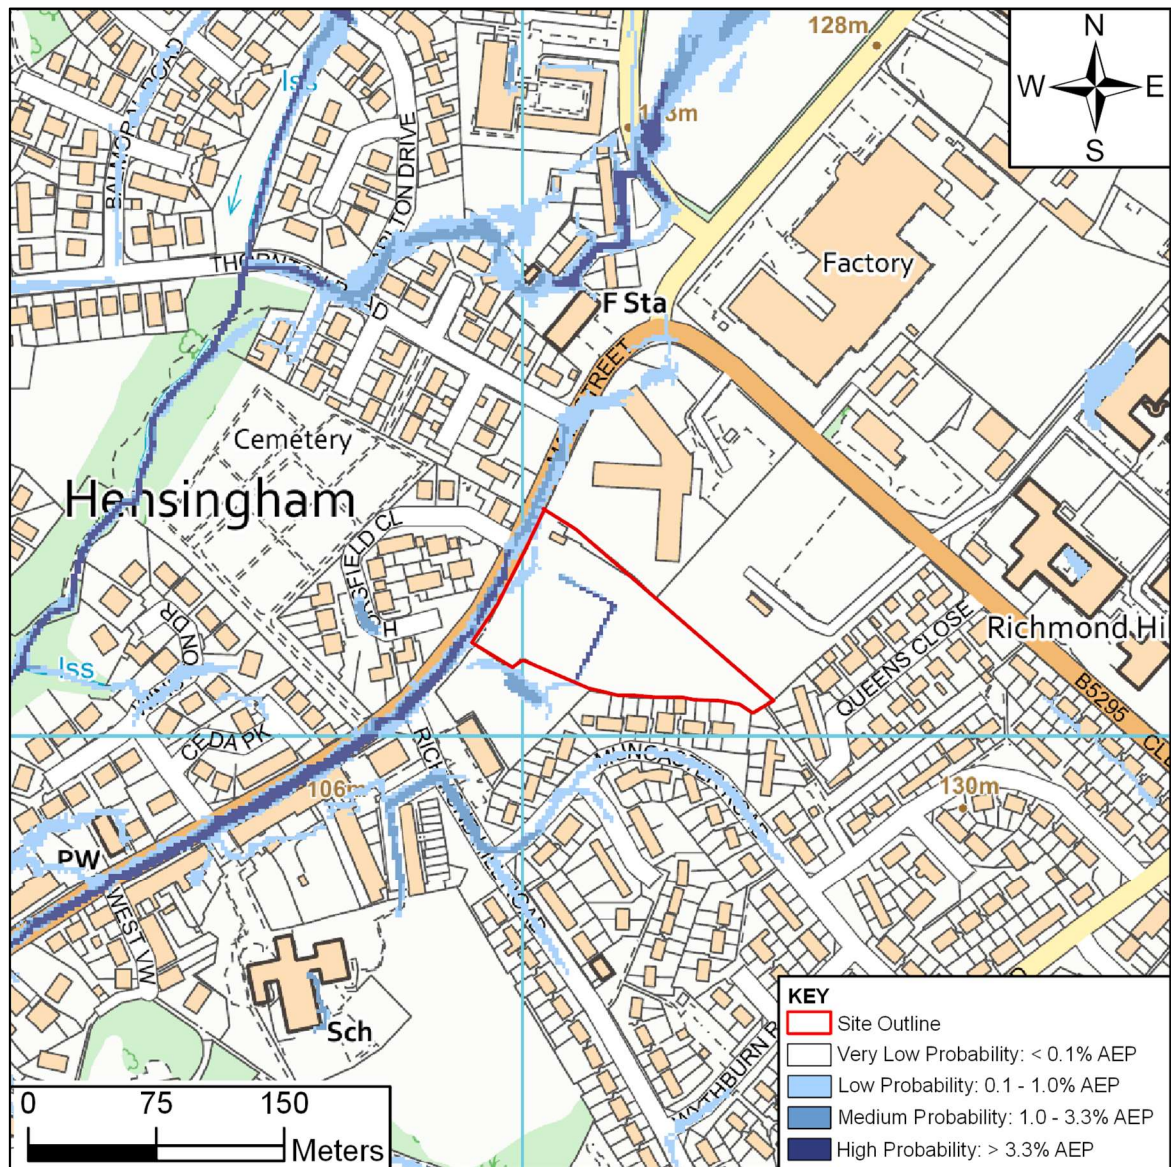 128m
N
W E
S
Iss
Factory
F Sta
Cemetery
Hensingham
QUEENS CLOSE
Richmond Hi
B5295
Iss
CEDA PK
106m
130m
PW
WEST VW
Sch
KEY
Site Outline
Very Low Probability: < 0.1% AEP
Low Probability: 0.1 - 1.0% AEP
Medium Probability: 1.0 - 3.3% AEP
High Probability: > 3.3% AEP
0 75 150
Meters